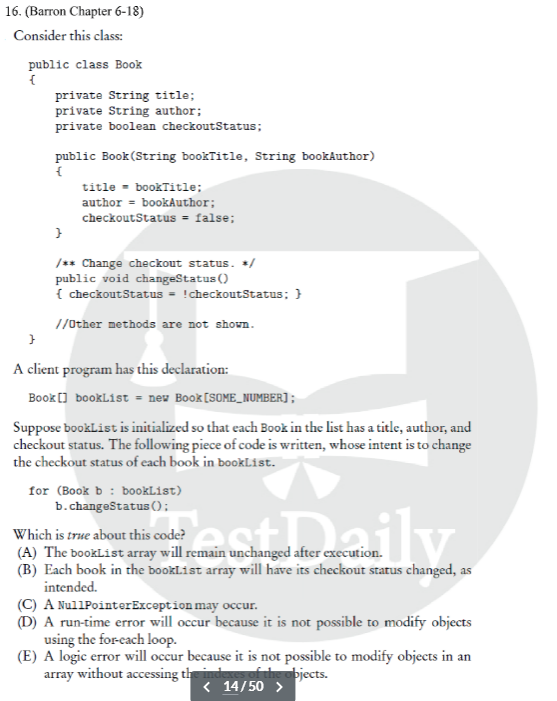 16. (Barron Chapter 6-18)
Consider this class:
public class Book
{
private String title;
private String author;
private boolean checkoutStatus;
public Book(String bookTitle, String bookAuthor)
{
title = bookTitle;
author = bookAuthor;
checkoutStatus = false;
}
/** Change checkout status. */
public void changeStatus()
{ checkoutStatus = !checkoutStatus; }
//Other methods are not shown.
}
A client program has this declaration:
Book[] bookList = new Book[SOME_NUMBER];
Suppose bookList is initialized so that each Book in the list has a title, author, and
checkout status. The following piece of code is written, whose intent is to change
the checkout status of each book in bookList.
for (Book b : bookList)
b.changeStatus();
Which is true about this code?
(A) The bookList array will remain unchanged after execution.
(B) Each book in the bookList array will have its checkout status changed, as
intended.
(C) A NullPointerException may occur.
(D) A run-time error will occur because it is not possible to modify objects
using the for-each loop.
(E) A logic error will occur because it is not possible to modify objects in an
array without accessing the indexes of the objects.
TestDaily
< 14/50 >